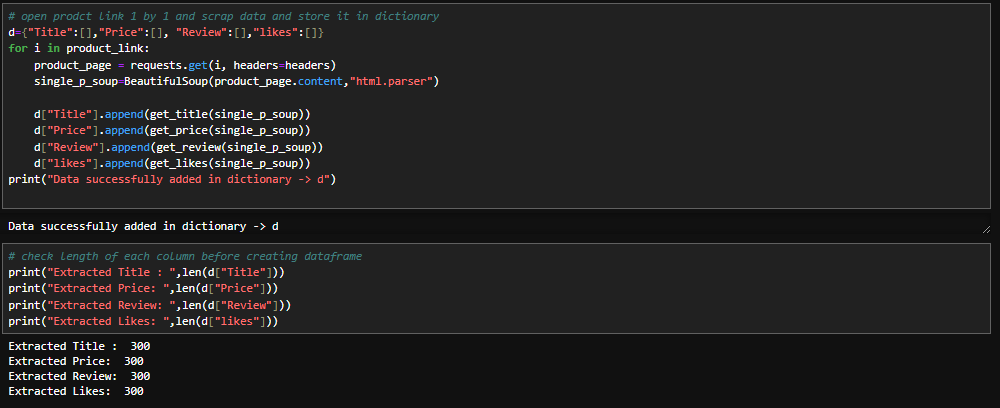 # open prodct link 1 by 1 and scrap data and store it in dictionary
d={"Title":[],"Price":[], "Review":[],"likes":[]}
for i in product_link:
    product_page = requests.get(i, headers=headers)
    single_p_soup=BeautifulSoup(product_page.content,"html.parser")

    d["Title"].append(get_title(single_p_soup))
    d["Price"].append(get_price(single_p_soup))
    d["Review"].append(get_review(single_p_soup))
    d["likes"].append(get_likes(single_p_soup))
print("Data successfully added in dictionary -> d")
Data successfully added in dictionary -> d
# check length of each column before creating dataframe
print("Extracted Title : ",len(d["Title"]))
print("Extracted Price: ",len(d["Price"]))
print("Extracted Review: ",len(d["Review"]))
print("Extracted Likes: ",len(d["likes"]))
Extracted Title :  300
Extracted Price:  300
Extracted Review:  300
Extracted Likes:  300